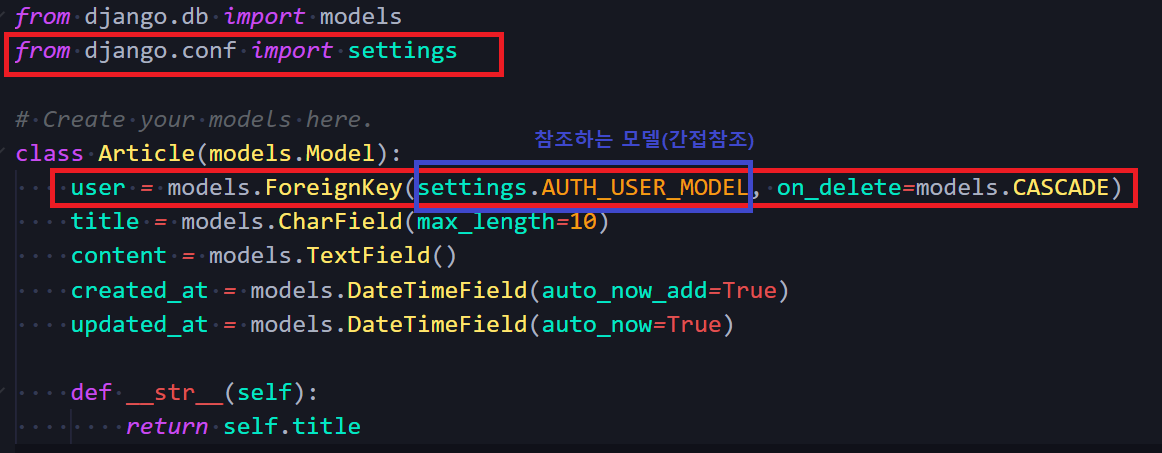 from django.db import models
from django.conf import settings
# Create your models here.
참조하는 모델(간접참조)
class Article(models.Model):
    user = models.ForeignKey(settings.AUTH_USER_MODEL, on_delete=models.CASCADE)
    title = models.CharField(max_length=10)
    content = models.TextField()
    created_at = models.DateTimeField(auto_now_add=True)
    updated_at = models.DateTimeField(auto_now=True)
    def __str__(self):
        return self.title